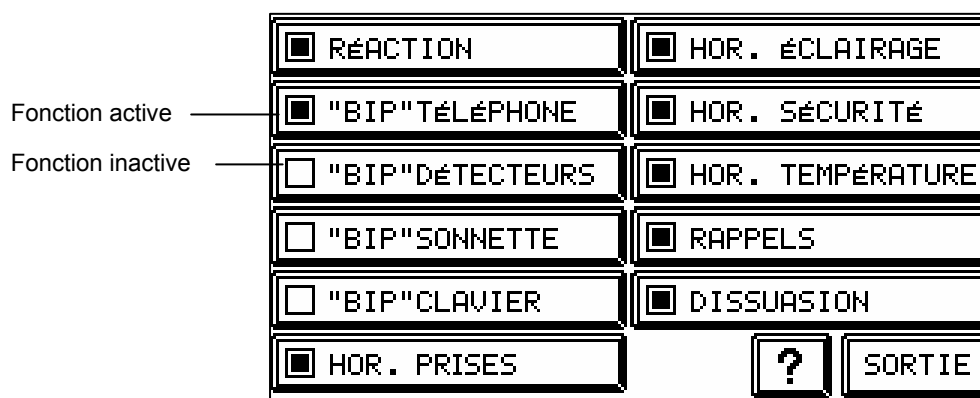 RéACTION
HOR. éCLAIRAGE
Fonction active
"BIP"TéLéPHONE
HOR. SéCURITé
Fonction inactive
"BIP"DéTECTEURS
HOR. TEMPéRATURE
"BIP"SONNETTE
RAPPELS
"BIP"CLAVIER
DISSUASION
HOR. PRISES
?
SORTIE